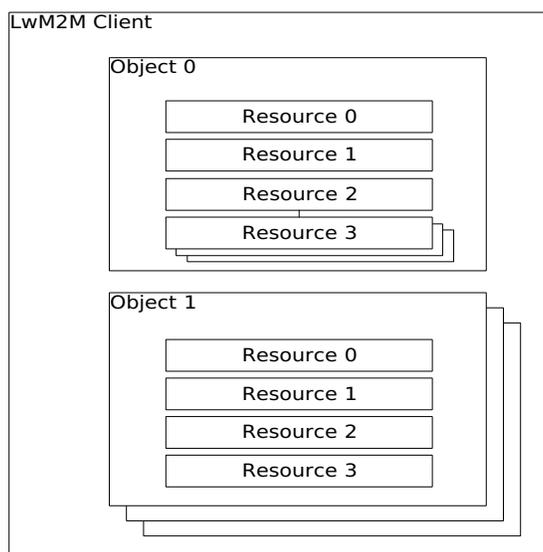 LwM2M Client
Object 0
Resource 0
Resource 1
Resource 2
Resource 3
Object 1
Resource 0
Resource 1
Resource 2
Resource 3